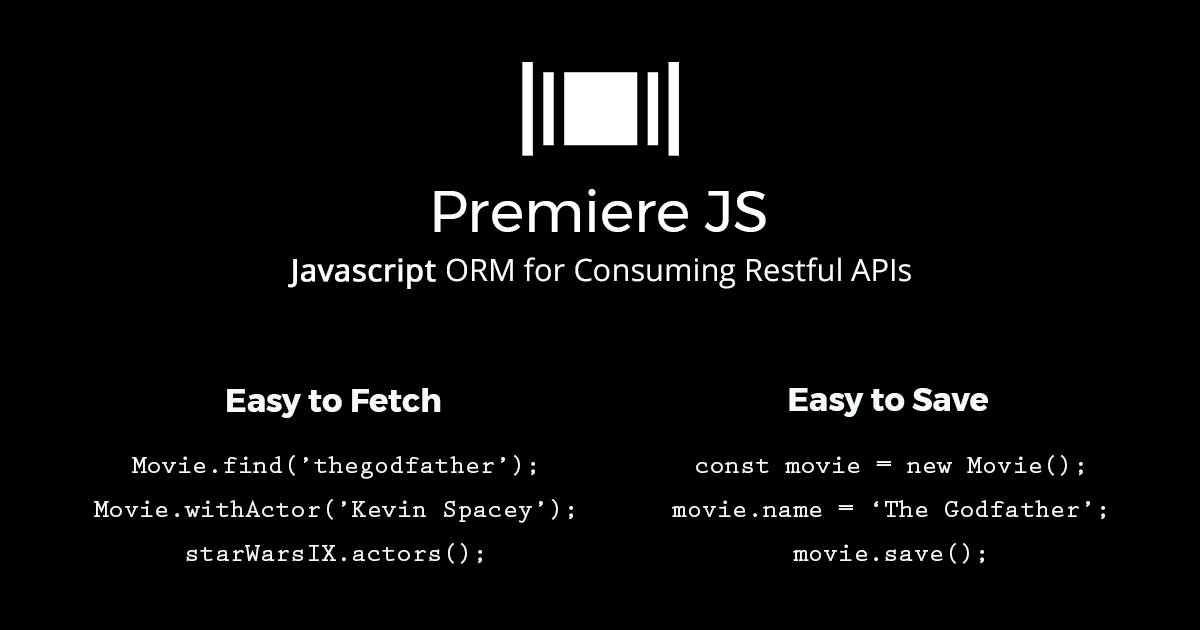 Premiere JS
Javascript ORM for Consuming Restful APIs
Easy to Fetch
Movie.find(’thegodfather’);
Movie.withActor(’Kevin Spacey’);
starWarsIX.actors();
Easy to Save
const movie = new Movie();
movie.name = ‘The Godfather’;
movie.save();